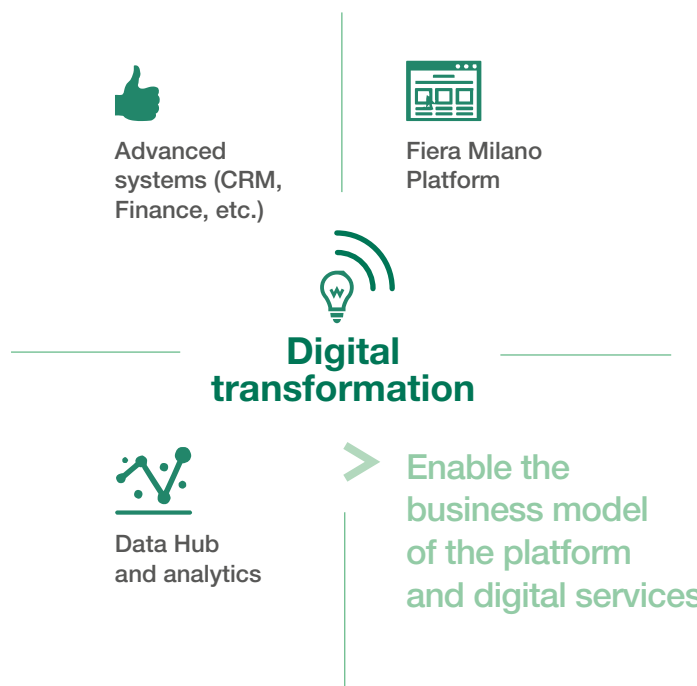 Advanced
systems (CRM,
Finance, etc.)
Fiera Milano
Platform
Digital
transformation
Data Hub
and analytics
Enable the
business model
of the platform
and digital services